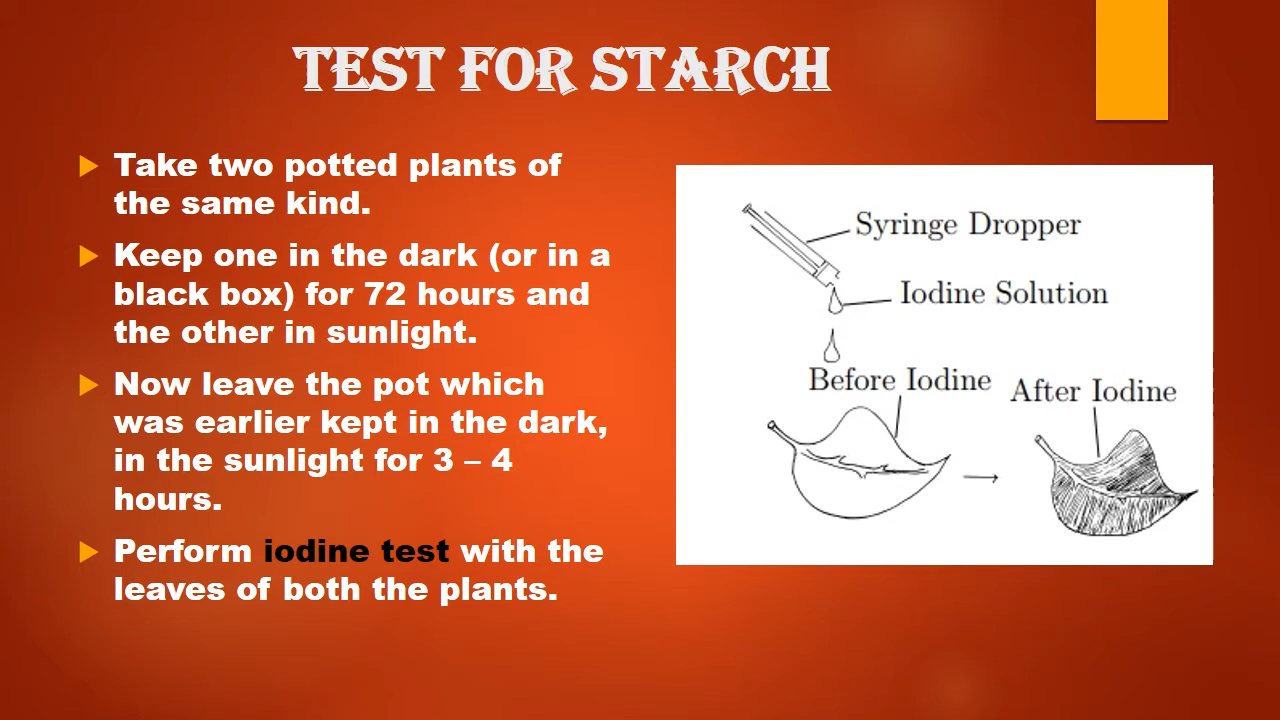 TEST FOR STARCH
Take two potted plants of
the same kind.
Keep one in the dark (or in a
black box) for 72 hours and
the other in sunlight.
Now leave the pot which
was earlier kept in the dark,
in the sunlight for 3 – 4
hours.
Perform iodine test with the
leaves of both the plants.
Syringe Dropper
Iodine Solution
Before Iodine
After Iodine